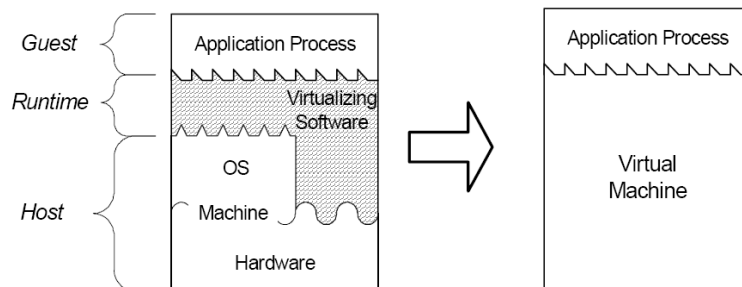 Guest
Application Process
Runtime
Virtualizing
Software
Host
OS
Machine
Hardware
Application Process
Virtual
Machine